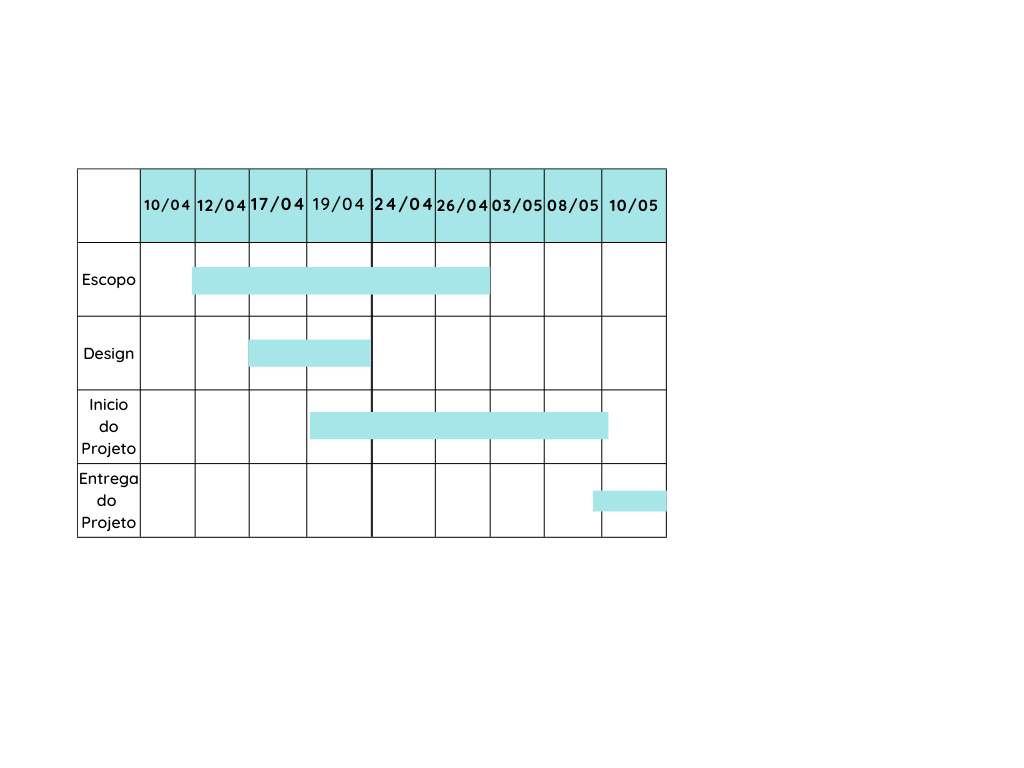 10/04 12/04 17/04 19/04 24/04 26/04 03/05 08/05 10/05
Escopo
Design
Inicio
do
Projeto
Entrega
do
Projeto